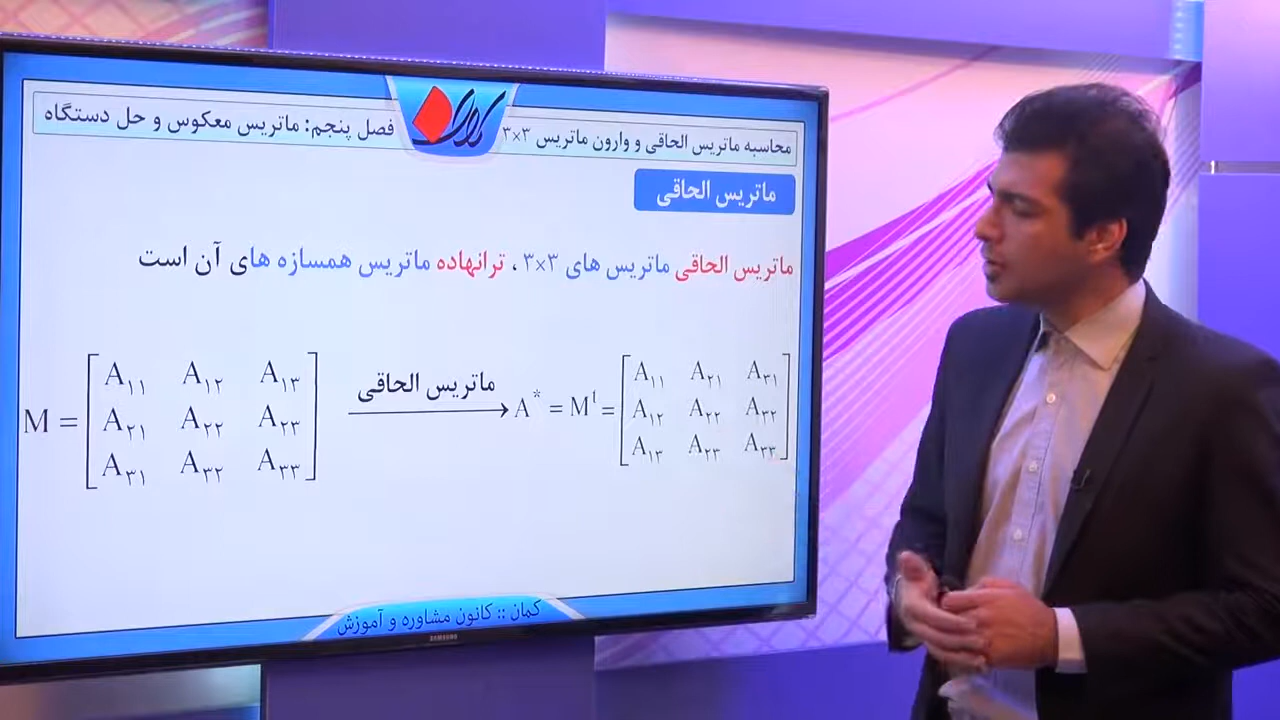 محاسبه ماتریس الحاقی و وارون ماتریس ۳×۳
فصل پنجم: ماتریس معکوس و حل دستگاه
ماتریس الحاقی
ماتریس الحاقی ماتریس های ۳×۳ ، ترانهاده ماتریس همسازه های آن است
M = [A₁₁ A₁₂ A₁₃
A₂₁ A₂₂ A₂₃
A₃₁ A₃₂ A₃₃]
ماتریس الحاقی
A* = Mᵗ = [A₁₁ A₂₁ A₃₁
A₁₂ A₂₂ A₃₂
A₁₃ A₂₃ A₃₃]
کمان :: کانون مشاوره و آموزش
SAMSUNG